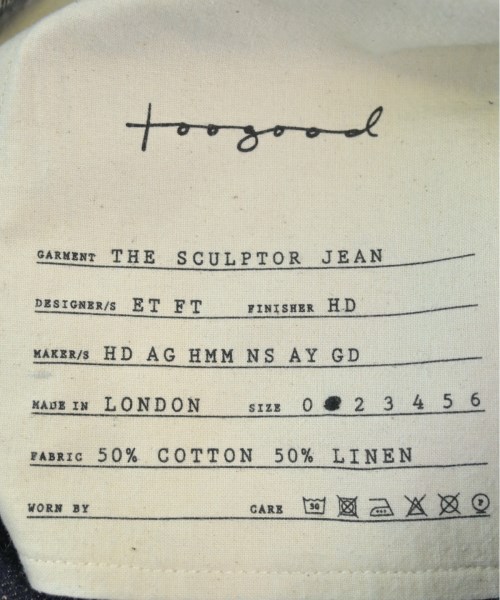 toogood
GARMENT THE SCULPTOR JEAN
DESIGNER/S ET FT FINISHER HD
MAKER/S HD AG HMM NS AY GD
MADE IN LONDON SIZE 0 2 3 4 5 6
FABRIC 50% COTTON 50% LINEN
WORN BY CARE 30 P